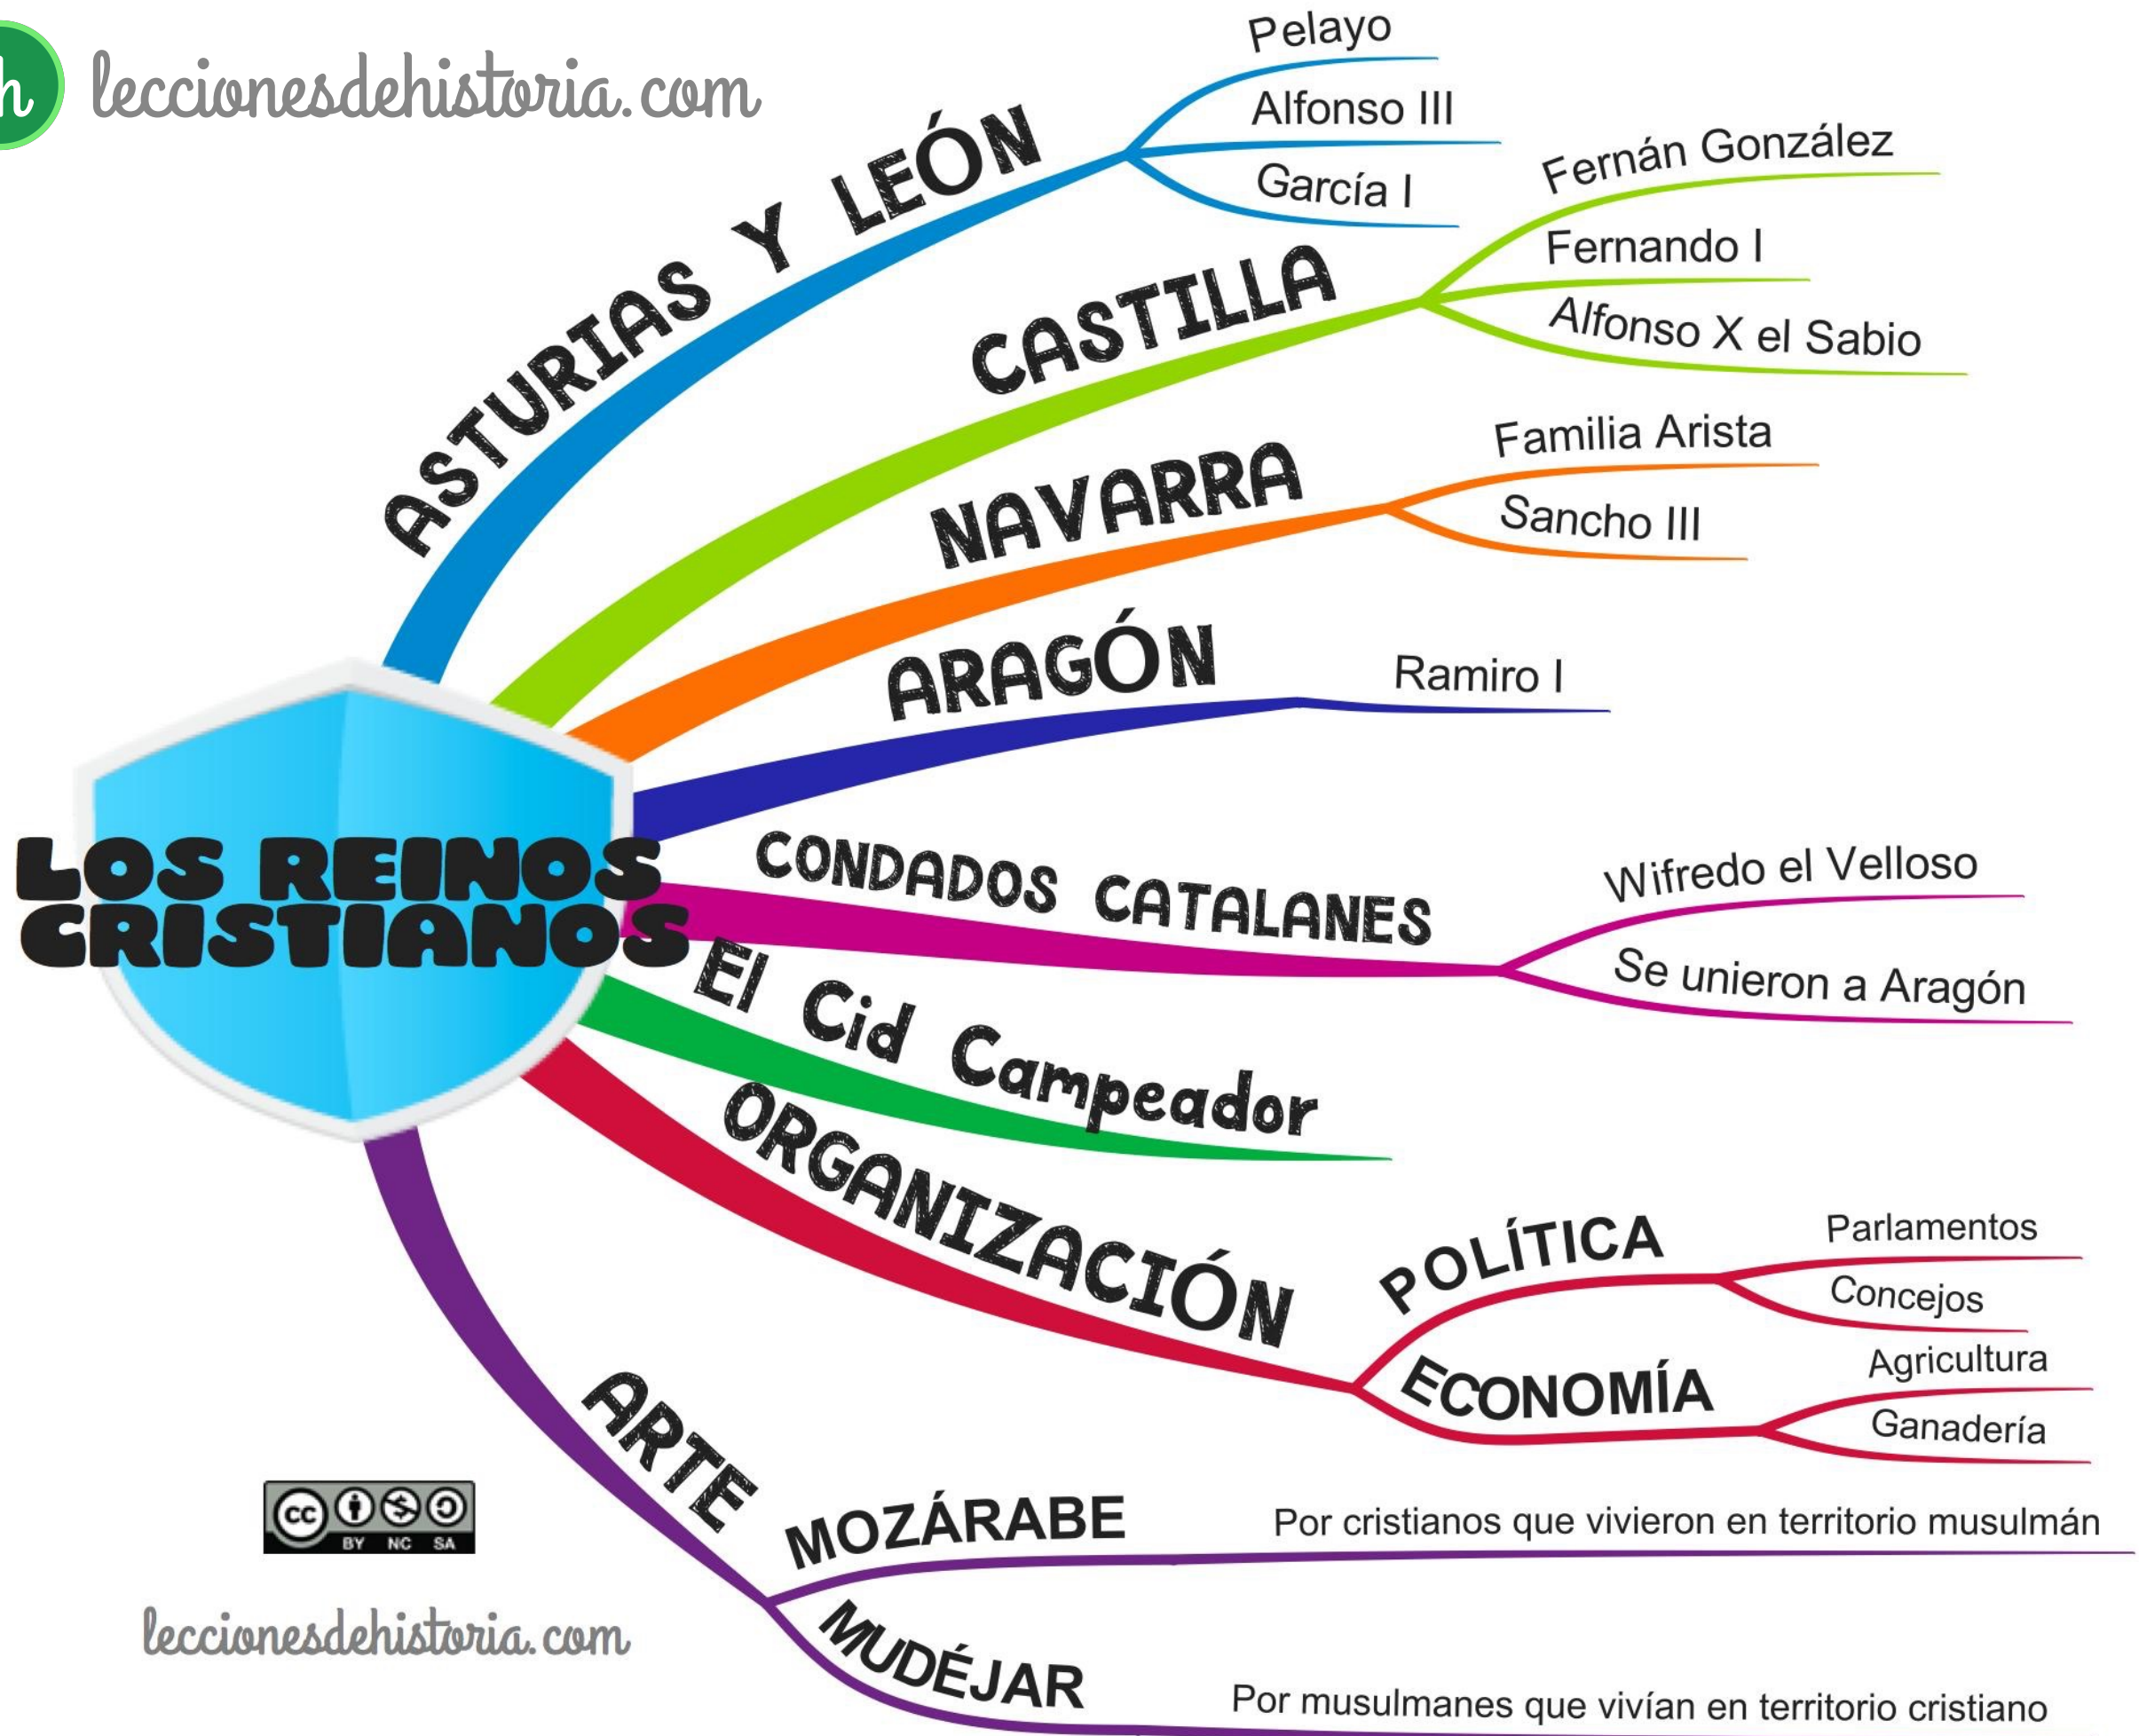 h
leccionesdehistoria.com
LOS REINOS
CRISTIANOS
ASTURIAS Y LEÓN
Pelayo
Alfonso III
García I
CASTILLA
Fernán González
Fernando I
Alfonso X el Sabio
NAVARRA
Familia Arista
Sancho III
ARAGÓN
Ramiro I
CONDADOS CATALANES
Wifredo el Velloso
Se unieron a Aragón
El Cid Campeador
ORGANIZACIÓN
POLÍTICA
Parlamentos
Concejos
ECONOMÍA
Agricultura
Ganadería
ARTE
MOZÁRABE
Por cristianos que vivieron en territorio musulmán
MUDÉJAR
Por musulmanes que vivían en territorio cristiano
cc
BY NC SA
leccionesdehistoria.com